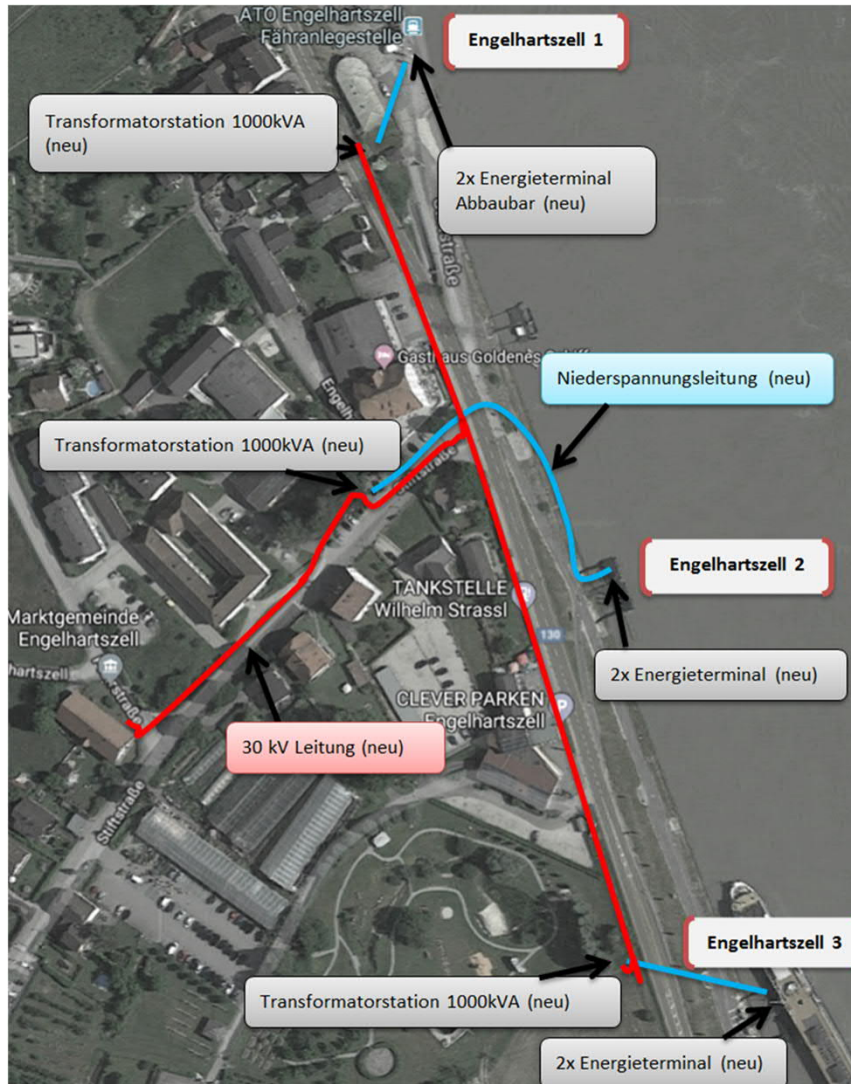 ATO Engelhartszell
Fähranlegestelle
Engelhartszell 1
Transformatorstation 1000kVA
(neu)
2x Energieterminal
Abbaubar (neu)
Gasthaus Goldenes Schiff
Niederspannungsleitung (neu)
Transformatorstation 1000kVA (neu)
Stiftstraße
TANKSTELLE
Wilhelm Strassl
Engelhartszell 2
130
Marktgemeinde
Engelhartszell
hartszell
2x Energieterminal (neu)
CLEVER PARKEN
Engelhartszell
30 kV Leitung (neu)
Stiftstraße
Engelhartszell 3
Transformatorstation 1000kVA (neu)
2x Energieterminal (neu)